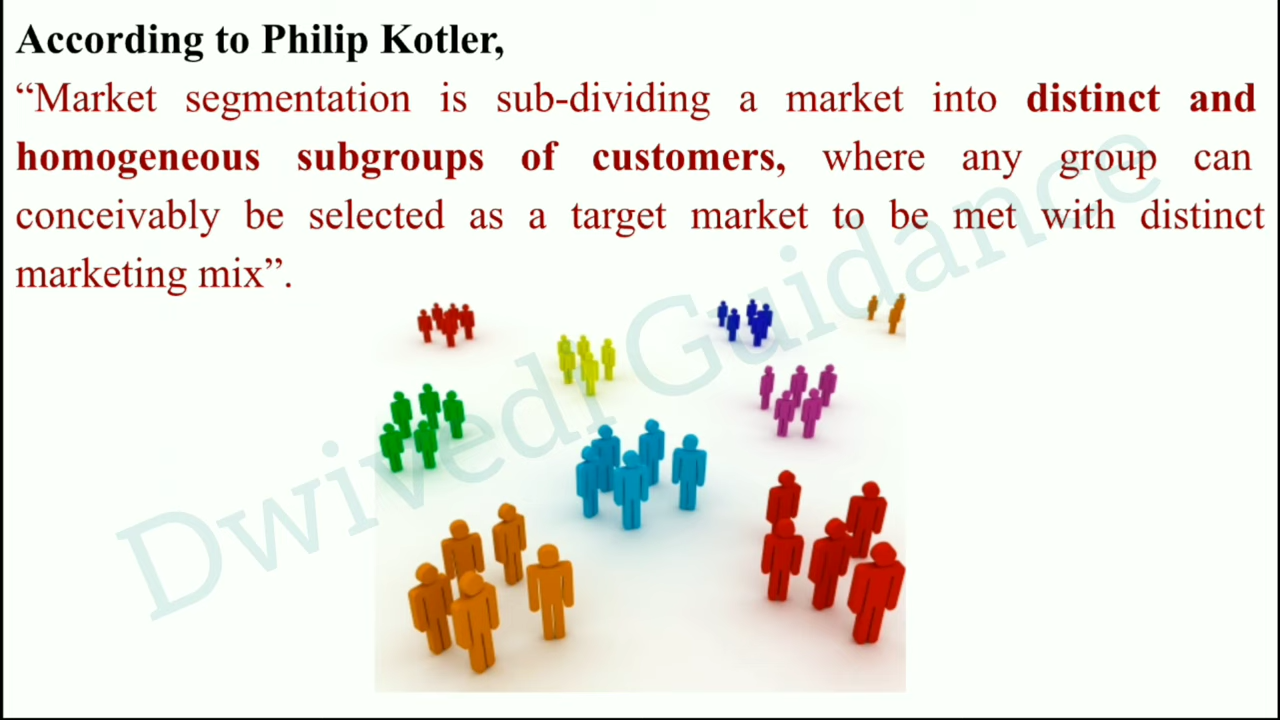 According to Philip Kotler,
“Market segmentation is sub-dividing a market into distinct and
homogeneous subgroups of customers, where any group can
conceivably be selected as a target market to be met with distinct
marketing mix”.
Dwivedi Guidance